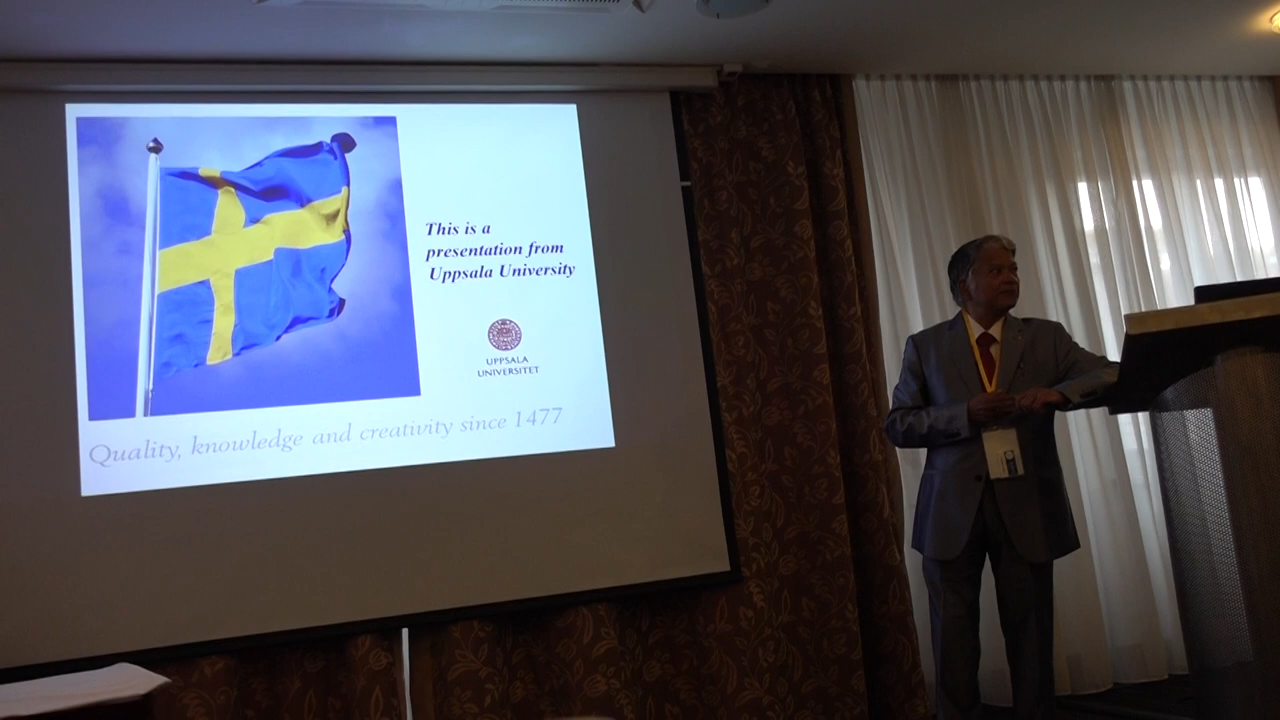 This is a
presentation from
Uppsala University
UPPSALA
UNIVERSITET
Quality, knowledge and creativity since 1477